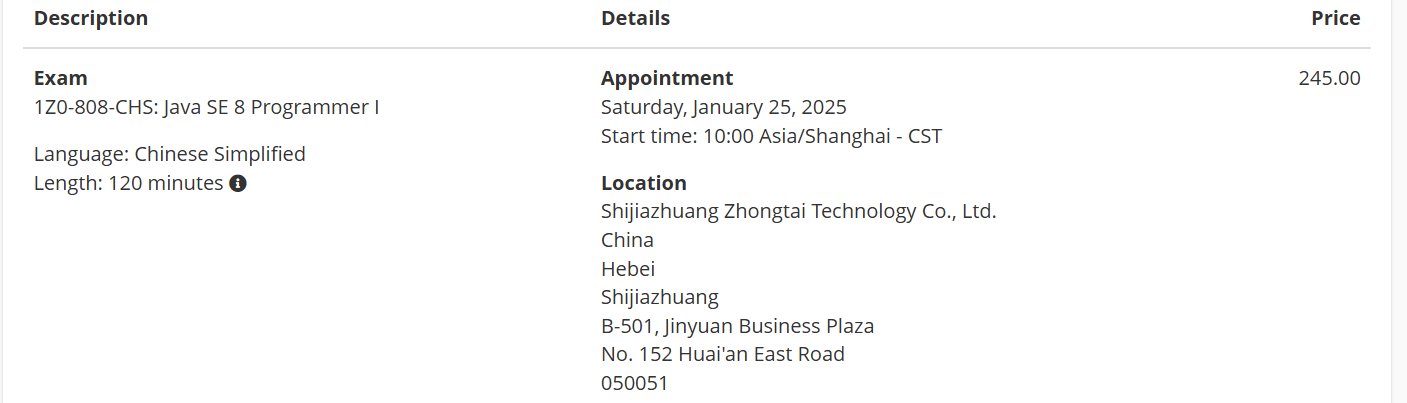 Description Details Price
Exam
1Z0-808-CHS: Java SE 8 Programmer I
Language: Chinese Simplified
Length: 120 minutes
Appointment
Saturday, January 25, 2025
Start time: 10:00 Asia/Shanghai - CST
Location
Shijiazhuang Zhongtai Technology Co., Ltd.
China
Hebei
Shijiazhuang
B-501, Jinyuan Business Plaza
No. 152 Huai'an East Road
050051
245.00